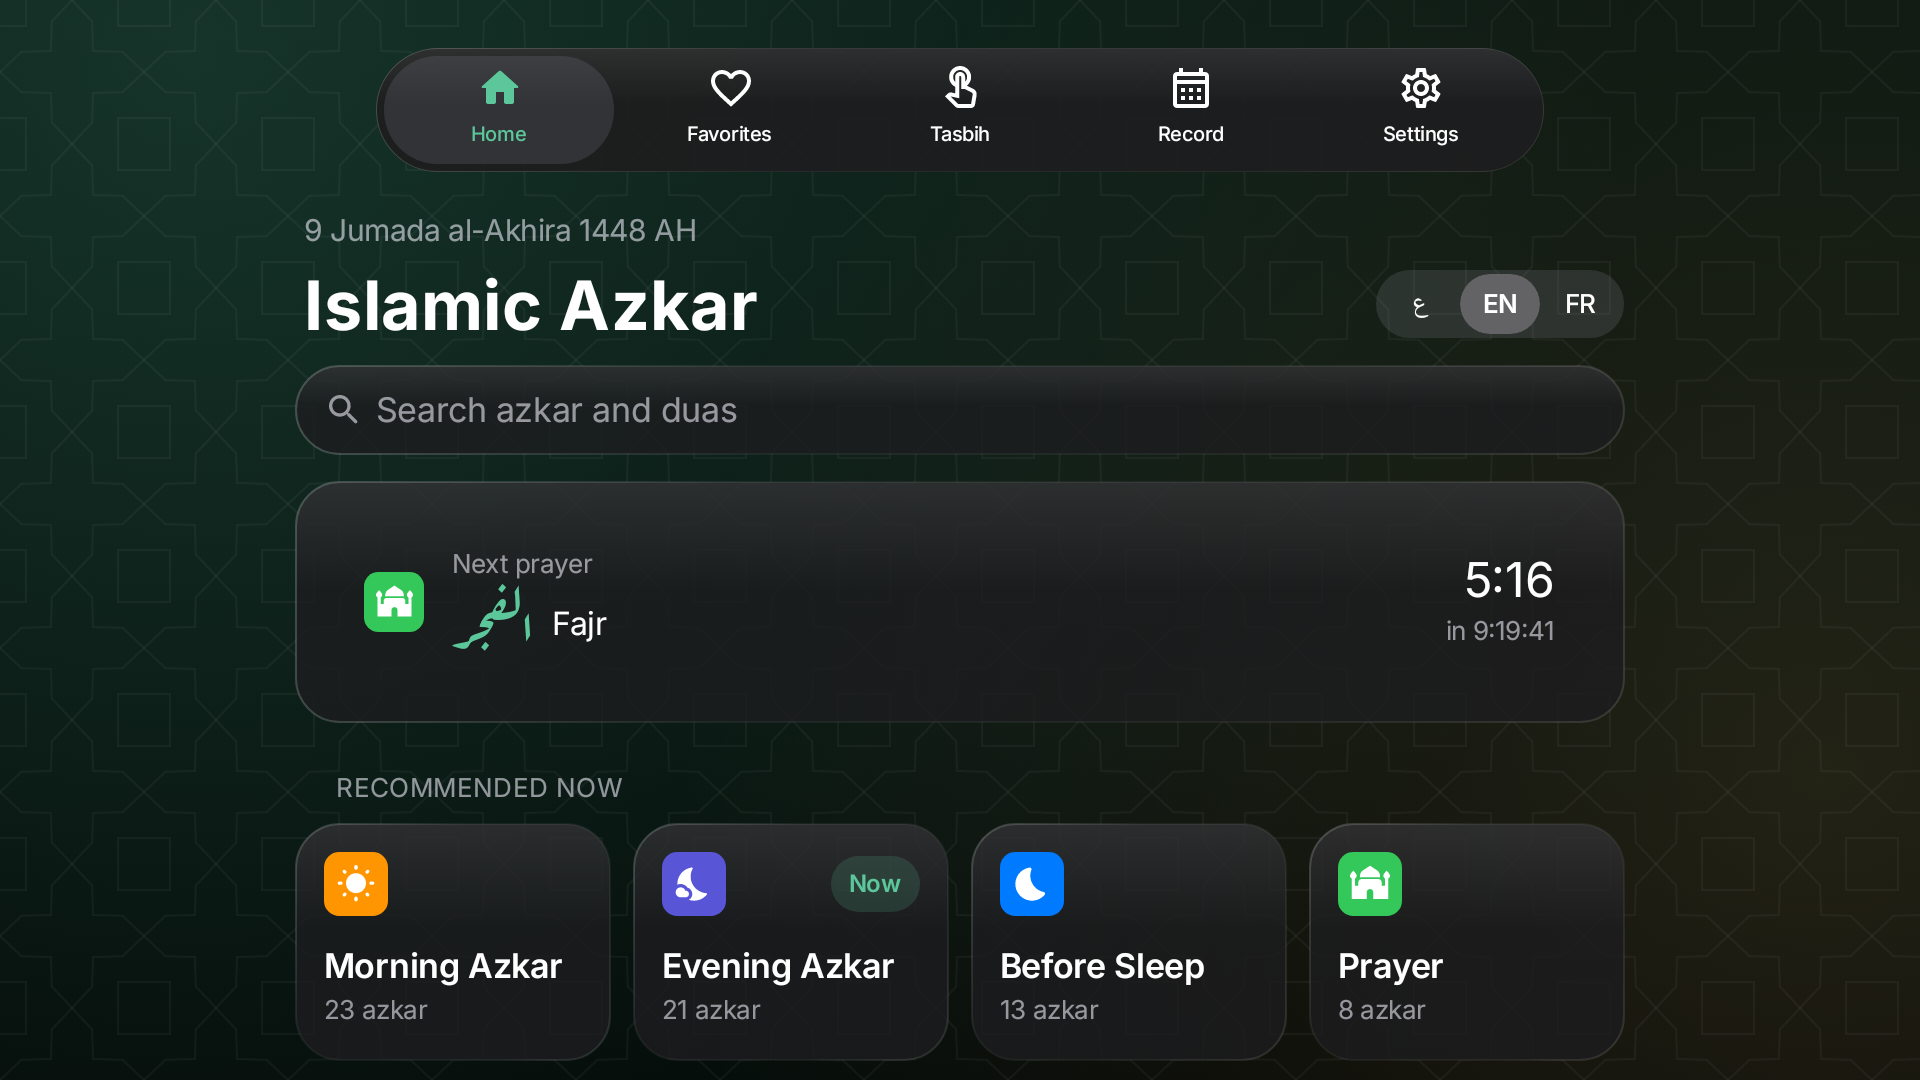 Home
Favorites
Tasbih
Record
Settings
9 Jumada al-Akhira 1448 AH
Islamic Azkar
ع
EN
FR
Search azkar and duas
Next prayer
الفجر Fajr
5:16
in 9:19:41
RECOMMENDED NOW
Now
Morning Azkar
23 azkar
Evening Azkar
21 azkar
Before Sleep
13 azkar
Prayer
8 azkar